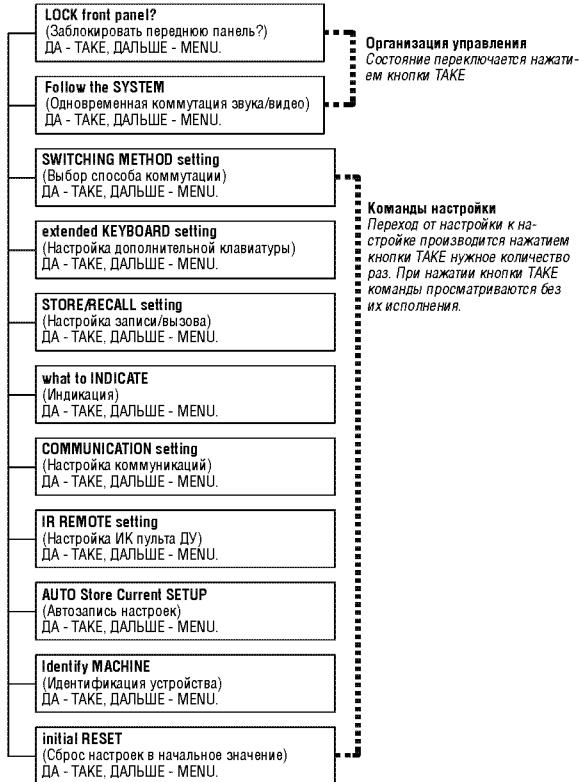 LOCK front panel?
(Заблокировать переднюю панель?)
ДА - TAKE, ДАЛЬШЕ - MENU.
Организация управления
Состояние переключается нажати-
ем кнопки TAKE
Follow the SYSTEM
(Одновременная коммутация звука/видео)
ДА - TAKE, ДАЛЬШЕ - MENU.
SWITCHING METHOD setting
(Выбор способа коммутации)
ДА - TAKE, ДАЛЬШЕ - MENU.
Команды настройки
Переход от настройки к на-
стройке производится нажатием
кнопки TAKE нужное количество
раз. При нажатии кнопки TAKE
команды просматриваются без
их исполнения.
extended KEYBOARD setting
(Настройка дополнительной клавиатуры)
ДА - TAKE, ДАЛЬШЕ - MENU.
STORE/RECALL setting
(Настройка записи/вызова)
ДА - TAKE, ДАЛЬШЕ - MENU.
what to INDICATE
(Индикация)
ДА - TAKE, ДАЛЬШЕ - MENU.
COMMUNICATION setting
(Настройка коммуникаций)
ДА - TAKE, ДАЛЬШЕ - MENU.
IR REMOTE setting
(Настройка ИК пульта ДУ)
ДА - TAKE, ДАЛЬШЕ - MENU.
AUTO Store Current SETUP
(Автозапись настроек)
ДА - TAKE, ДАЛЬШЕ - MENU.
Identify MACHINE
(Идентификация устройства)
ДА - TAKE, ДАЛЬШЕ - MENU.
initial RESET
(Сброс настроек в начальное значение)
ДА - TAKE, ДАЛЬШЕ - MENU.